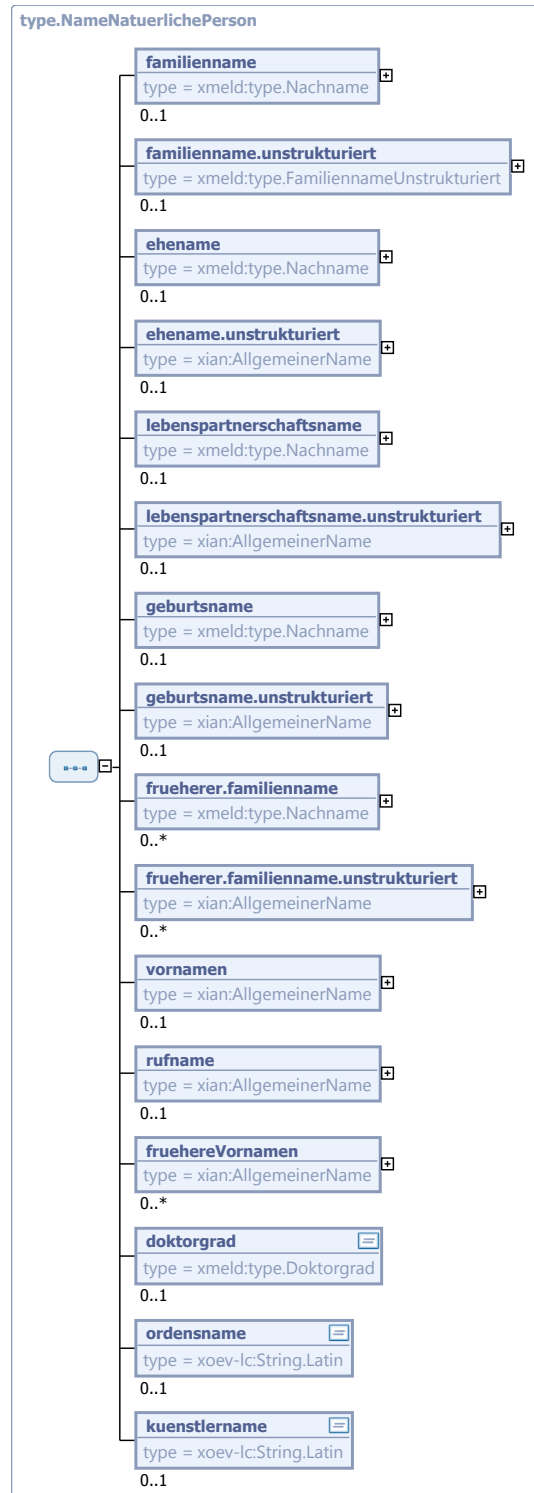 type.NameNatuerlichePerson
familienname
type = xmeld:type.Nachname
0..1
familienname.unstrukturiert
type = xmeld:type.FamiliennameUnstrukturiert
0..1
ehename
type = xmeld:type.Nachname
0..1
ehename.unstrukturiert
type = xian:AllgemeinerName
0..1
lebenspartnerschaftsname
type = xmeld:type.Nachname
0..1
lebenspartnerschaftsname.unstrukturiert
type = xian:AllgemeinerName
0..1
geburtsname
type = xmeld:type.Nachname
0..1
geburtsname.unstrukturiert
type = xian:AllgemeinerName
0..1
frueherer.familienname
type = xmeld:type.Nachname
0..*
frueherer.familienname.unstrukturiert
type = xian:AllgemeinerName
0..*
vornamen
type = xian:AllgemeinerName
0..1
rufname
type = xian:AllgemeinerName
0..1
fruehereVornamen
type = xian:AllgemeinerName
0..*
doktorgrad
type = xmeld:type.Doktorgrad
0..1
ordensname
type = xoev-lc:String.Latin
0..1
kuenstlername
type = xoev-lc:String.Latin
0..1